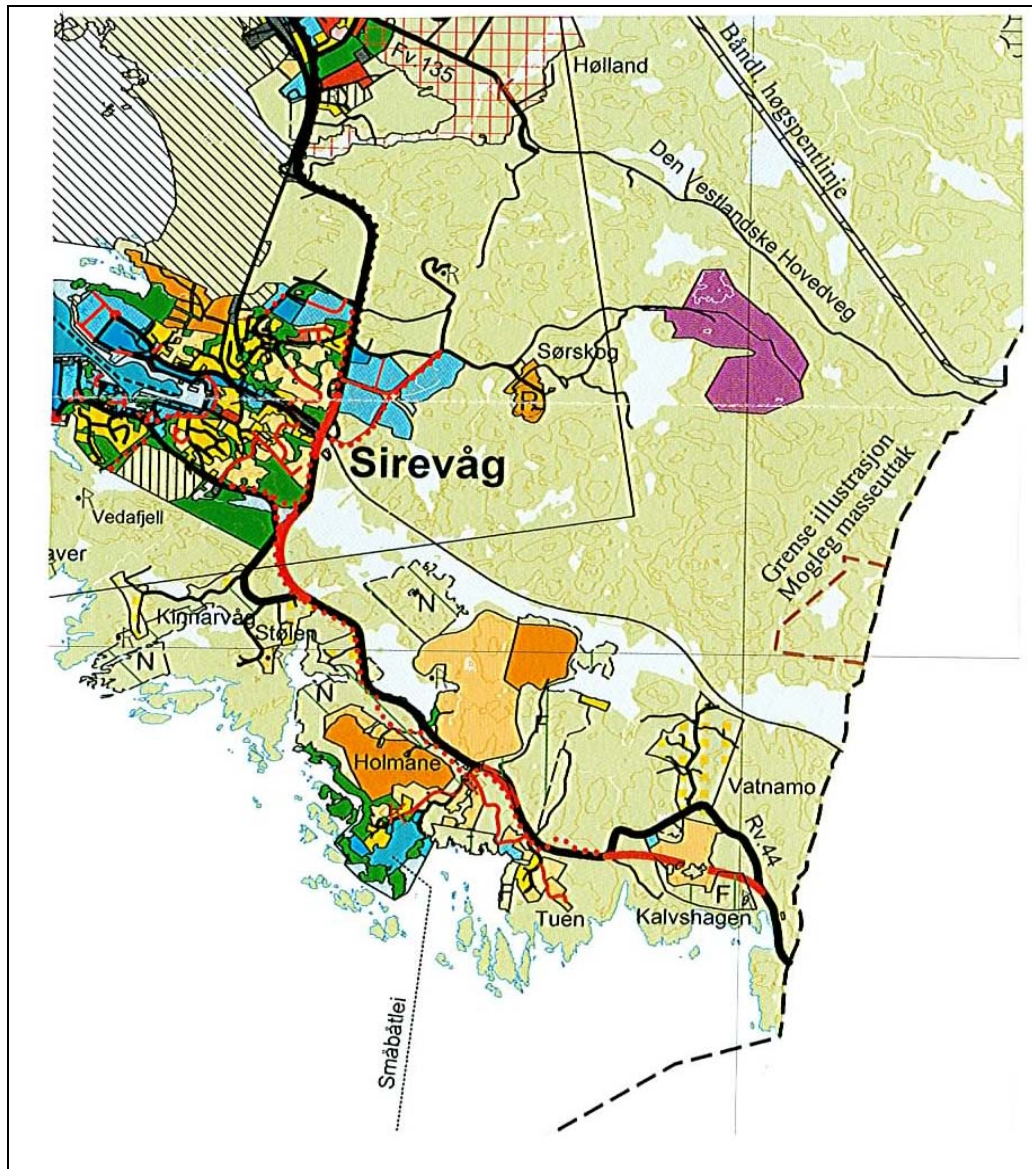 Hølland
Fv. 135
Båndl. høgspentlinje
Den Vestlandske Hovedveg
R
Sørskog
B
Sirevåg
Grense illustrasjon
Mogleg masseuttak
R
Vedafjell
aver
N
Kinnarvåg
Stølen
R
N
R
N
Holmane
F
Vatnamo
Rv. 44
F
F
Tuen
Kalvshagen
Småbåtlei